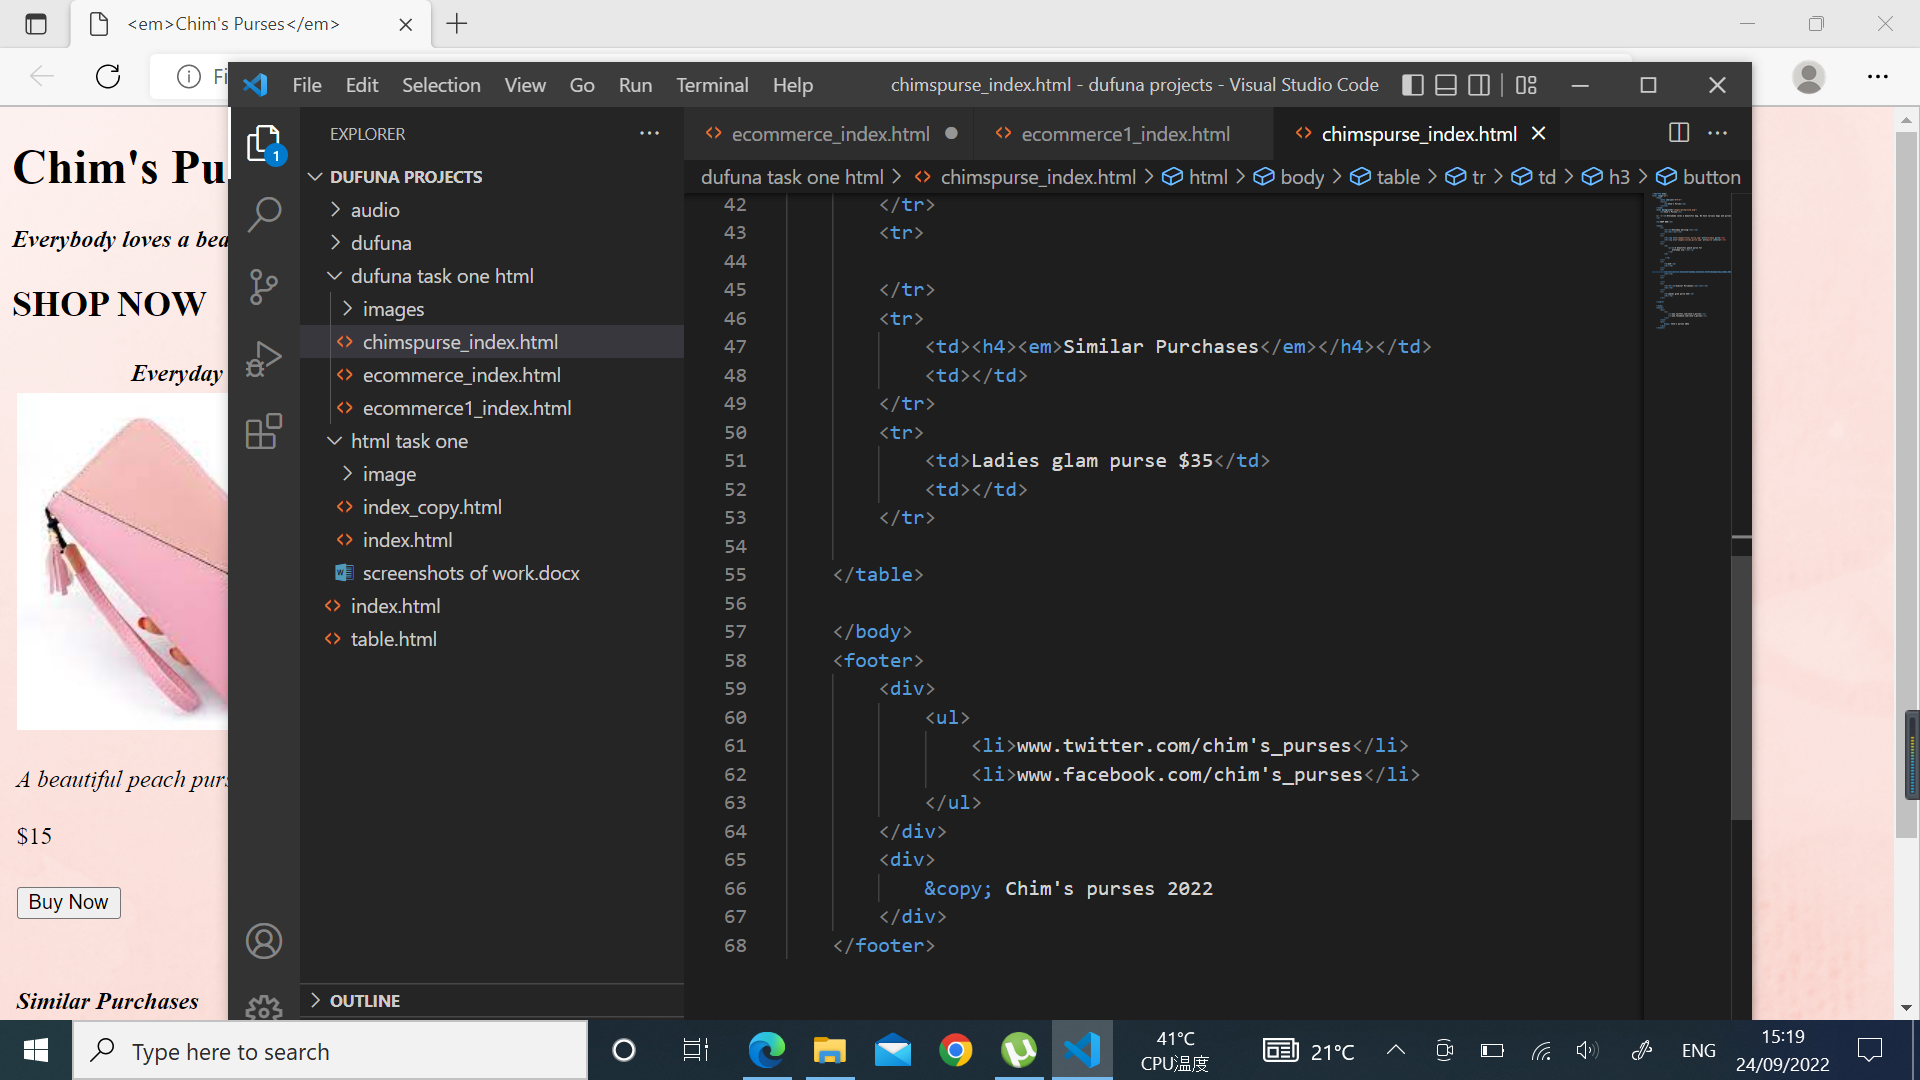 <em>Chim's Purses</em>
Fi
File Edit Selection View Go Run Terminal Help
chimspurse_index.html - dufuna projects - Visual Studio Code
EXPLORER
ecommerce_index.html
ecommerce1_index.html
chimspurse_index.html
dufuna task one html > chimspurse_index.html > html > body > table > tr > td > h3 > button
1
DUFUNA PROJECTS
audio
dufuna
dufuna task one html
images
chimspurse_index.html
ecommerce_index.html
ecommerce1_index.html
html task one
image
index_copy.html
index.html
screenshots of work.docx
index.html
table.html
OUTLINE
Chim's Pu
Everybody loves a bea
SHOP NOW
Everyday
A beautiful peach purs
$15
Buy Now
Similar Purchases
42 </tr>
43 <tr>
44
45 </tr>
46 <tr>
47 <td><h4><em>Similar Purchases</em></h4></td>
48 <td></td>
49 </tr>
50 <tr>
51 <td>Ladies glam purse $35</td>
52 <td></td>
53 </tr>
54
55 </table>
56
57 </body>
58 <footer>
59 <div>
60 <ul>
61 <li>www.twitter.com/chim's_purses</li>
62 <li>www.facebook.com/chim's_purses</li>
63 </ul>
64 </div>
65 <div>
66 &copy; Chim's purses 2022
67 </div>
68 </footer>
Type here to search
41°C
CPU温度
21°C
ENG
15:19
24/09/2022